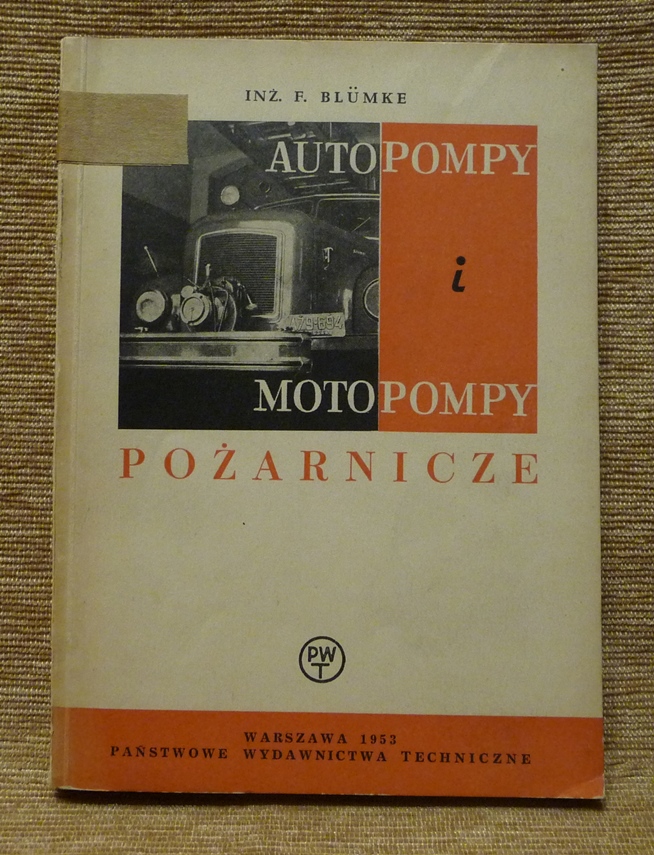 INŻ. F. BLÜMKE
AUTOPOMPY
i
MOTOPOMPY
POŻARNICZE
PWT
WARSZAWA 1953
PAŃSTWOWE WYDAWNICTWA TECHNICZNE